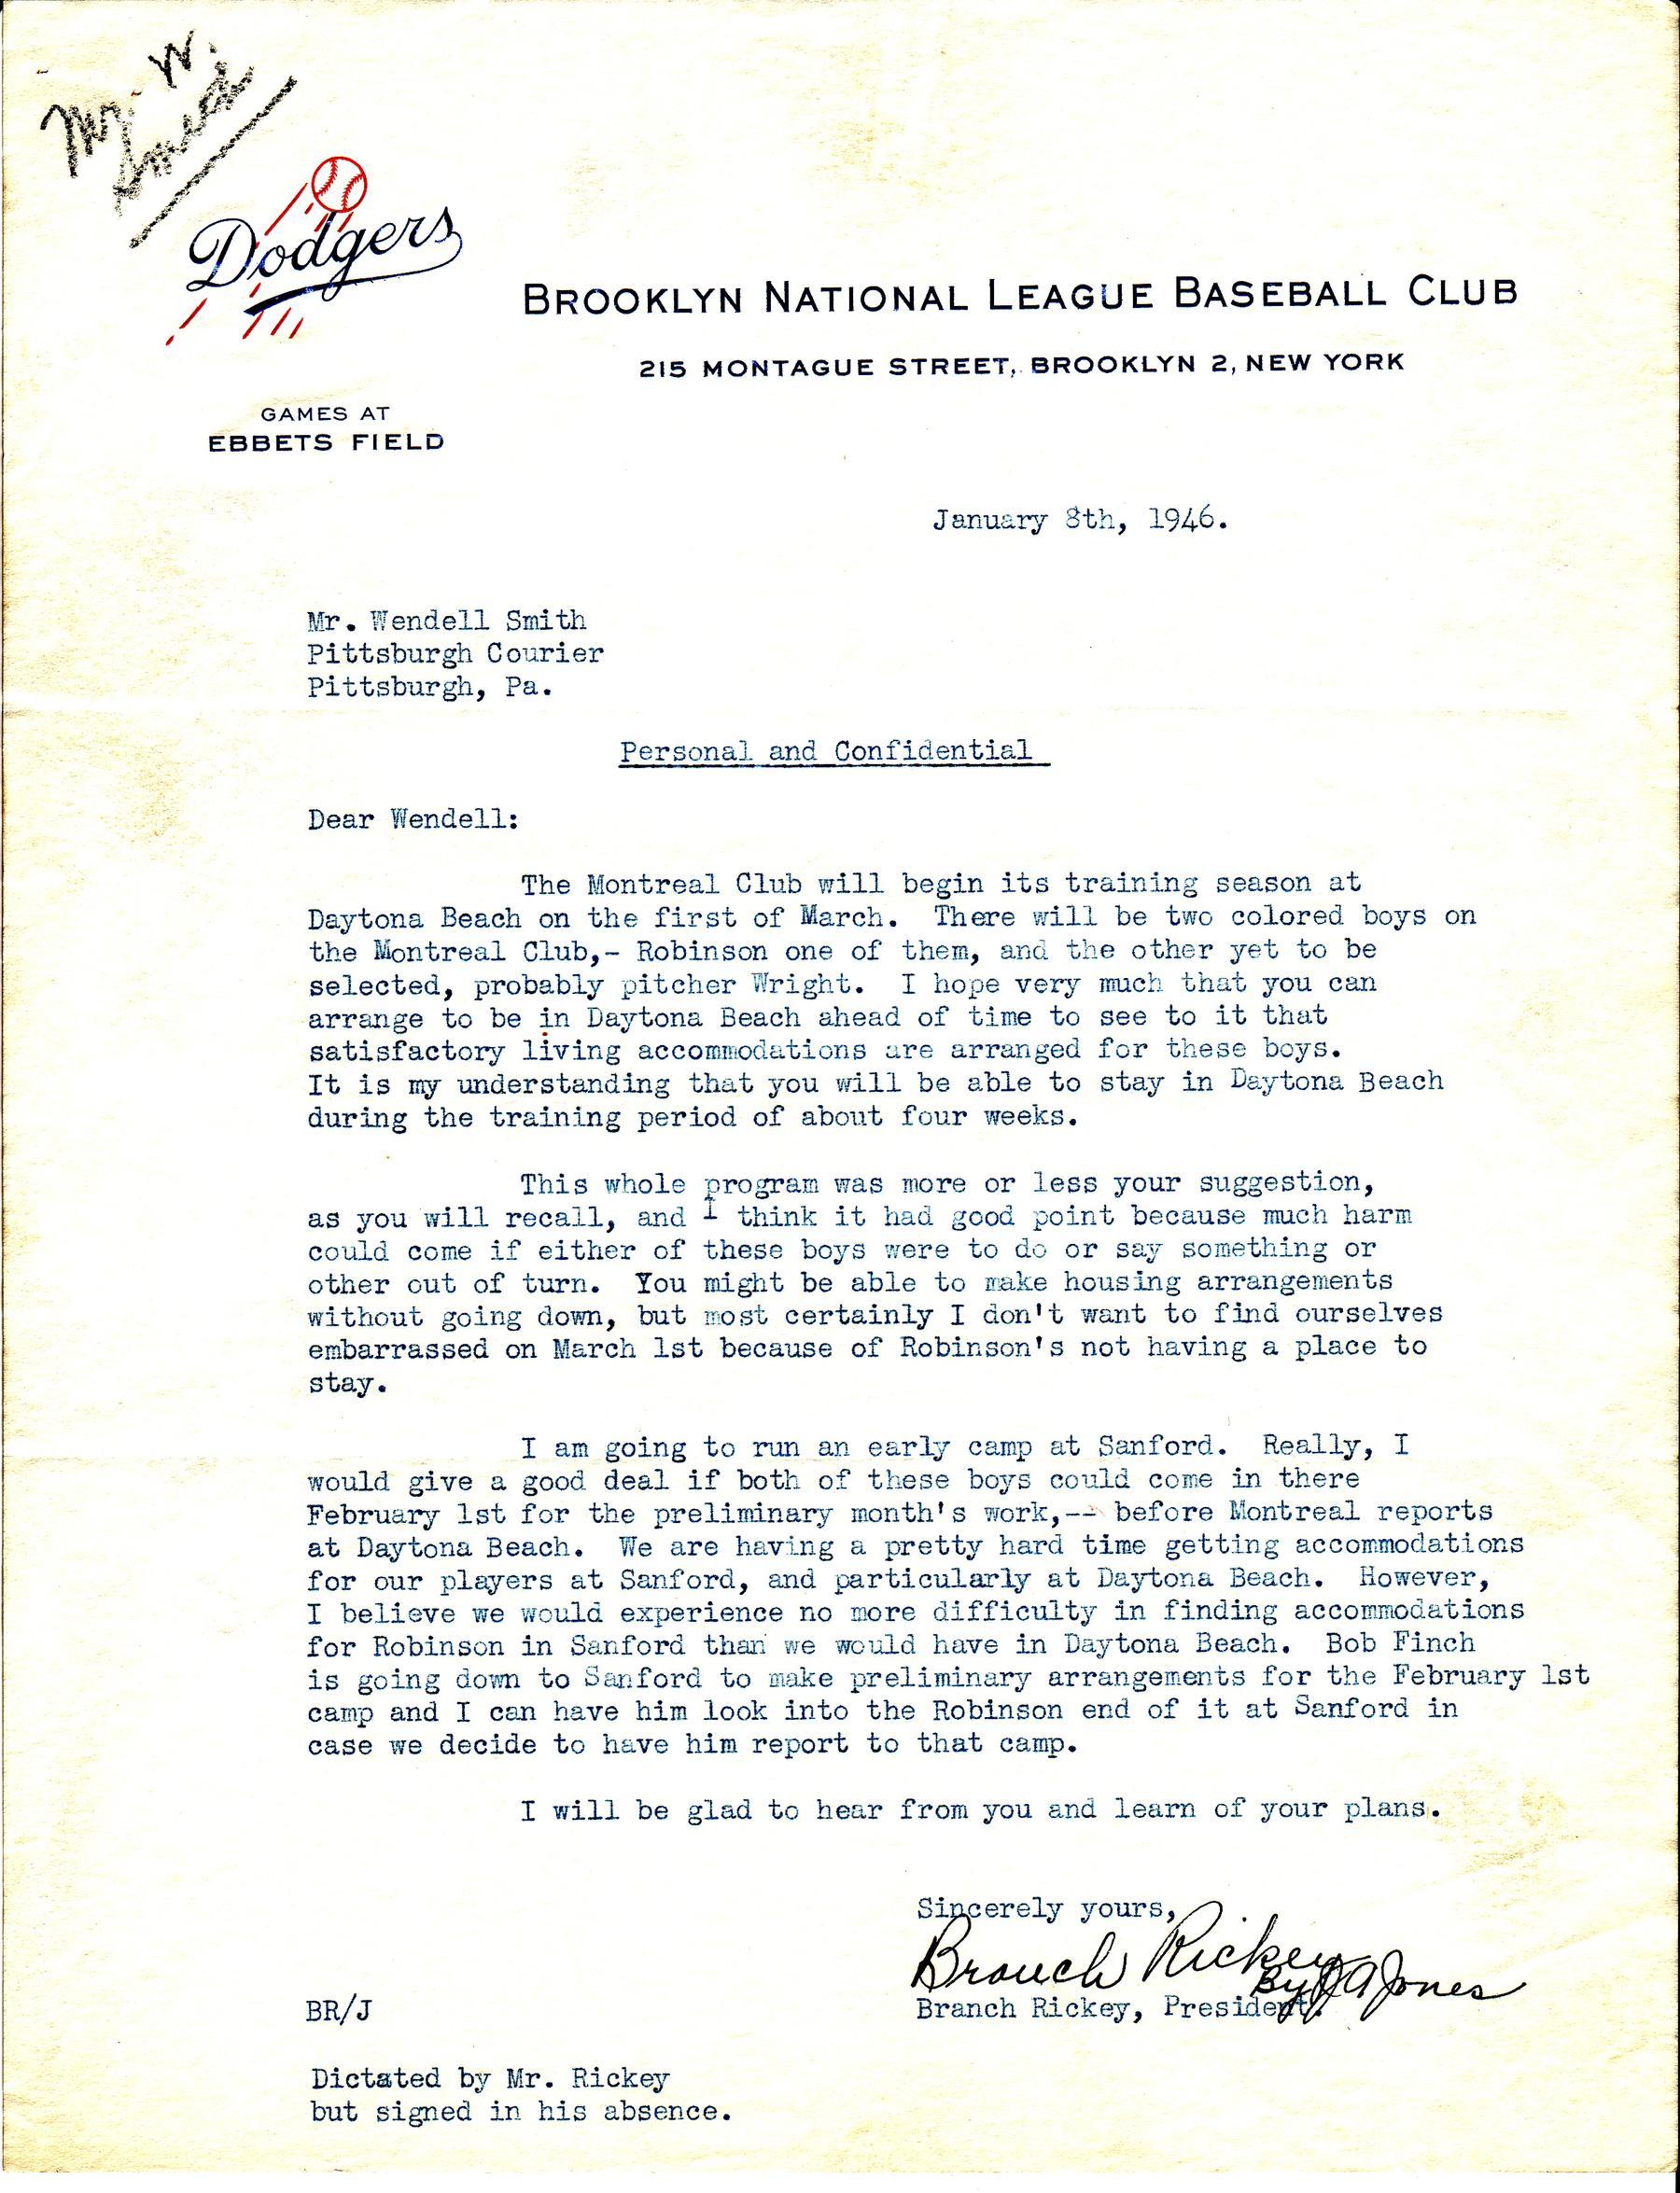 Mr. W.
Smith
Dodgers
BROOKLYN NATIONAL LEAGUE BASEBALL CLUB
215 MONTAGUE STREET, BROOKLYN 2, NEW YORK
GAMES AT
EBBETS FIELD
January 8th, 1946.
Mr. Wendell Smith
Pittsburgh Courier
Pittsburgh, Pa.
Personal and Confidential
Dear Wendell:
The Montreal Club will begin its training season at
Daytona Beach on the first of March. There will be two colored boys on
the Montreal Club,- Robinson one of them, and the other yet to be
selected, probably pitcher Wright. I hope very much that you can
arrange to be in Daytona Beach ahead of time to see to it that
satisfactory living accommodations are arranged for these boys.
It is my understanding that you will be able to stay in Daytona Beach
during the training period of about four weeks.
This whole program was more or less your suggestion,
as you will recall, and I think it had good point because much harm
could come if either of these boys were to do or say something or
other out of turn. You might be able to make housing arrangements
without going down, but most certainly I don't want to find ourselves
embarrassed on March 1st because of Robinson's not having a place to
stay.
I am going to run an early camp at Sanford. Really, I
would give a good deal if both of these boys could come in there
February 1st for the preliminary month's work,-- before Montreal reports
at Daytona Beach. We are having a pretty hard time getting accommodations
for our players at Sanford, and particularly at Daytona Beach. However,
I believe we would experience no more difficulty in finding accommodations
for Robinson in Sanford than we would have in Daytona Beach. Bob Finch
is going down to Sanford to make preliminary arrangements for the February 1st
camp and I can have him look into the Robinson end of it at Sanford in
case we decide to have him report to that camp.
I will be glad to hear from you and learn of your plans.
Sincerely yours,
Branch Rickey
By JA Jones
Branch Rickey, President.
BR/J
Dictated by Mr. Rickey
but signed in his absence.